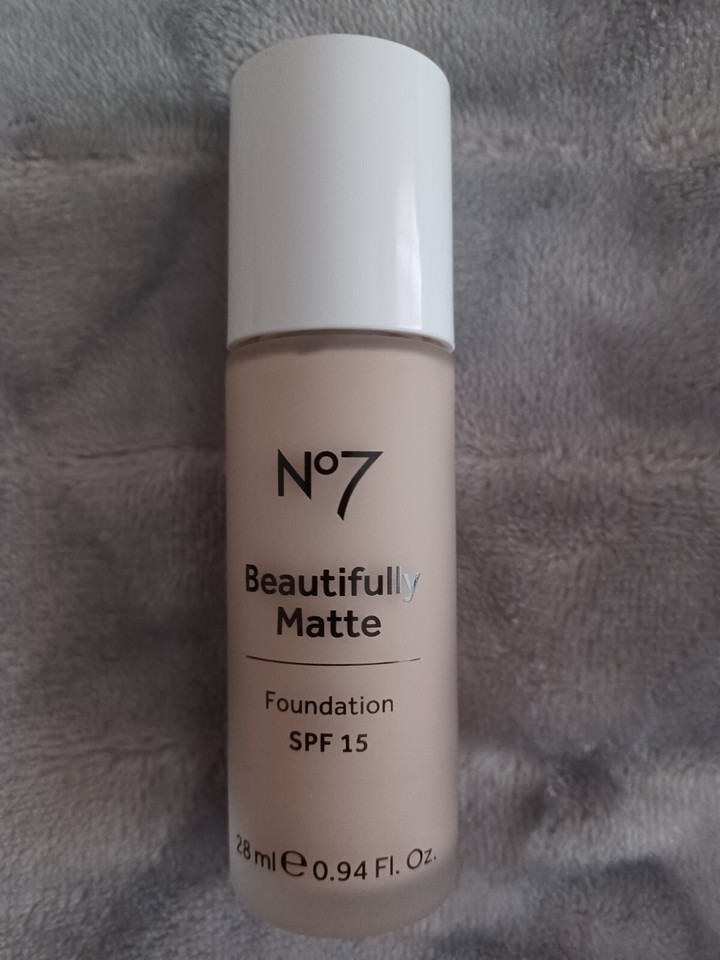 Nº7
Beautifully
Matte
Foundation
SPF 15
28 ml ℮ 0.94 Fl. Oz.